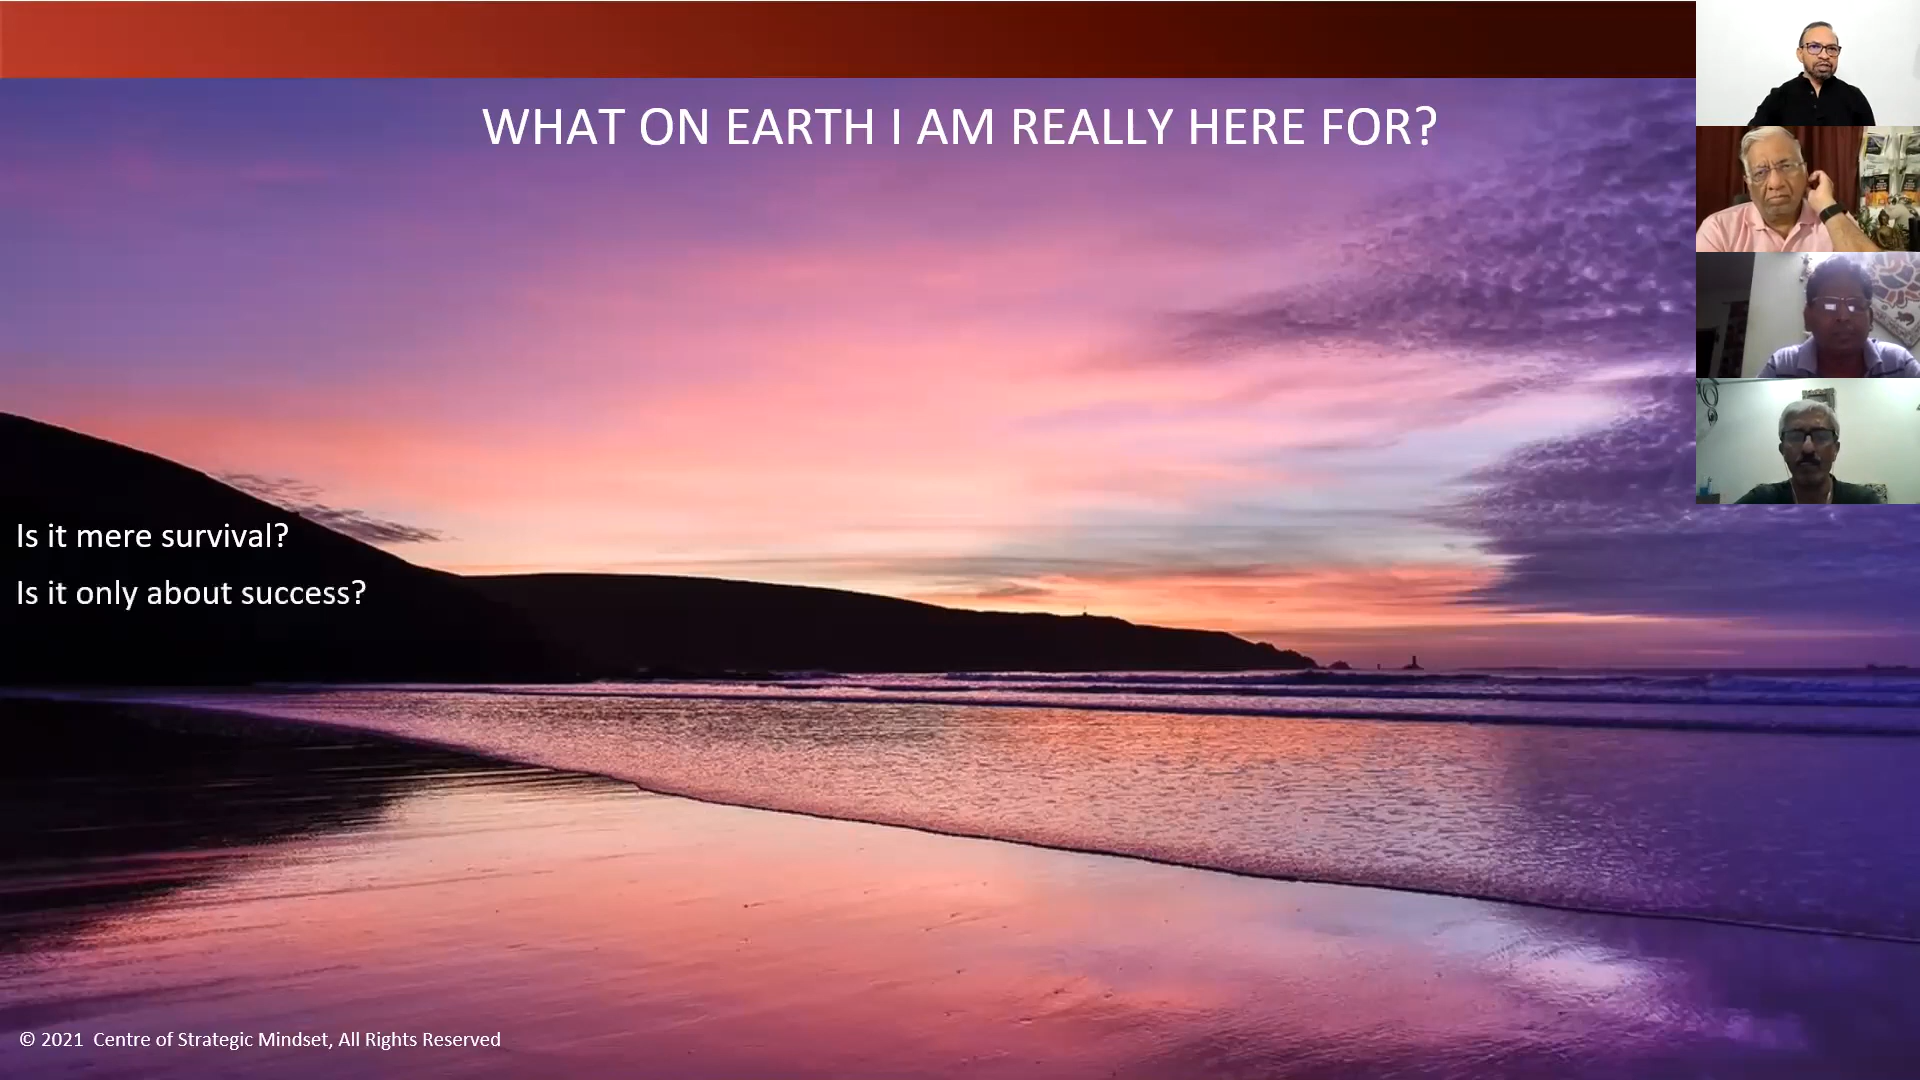 WHAT ON EARTH I AM REALLY HERE FOR?
Is it mere survival?
Is it only about success?
© 2021 Centre of Strategic Mindset, All Rights Reserved